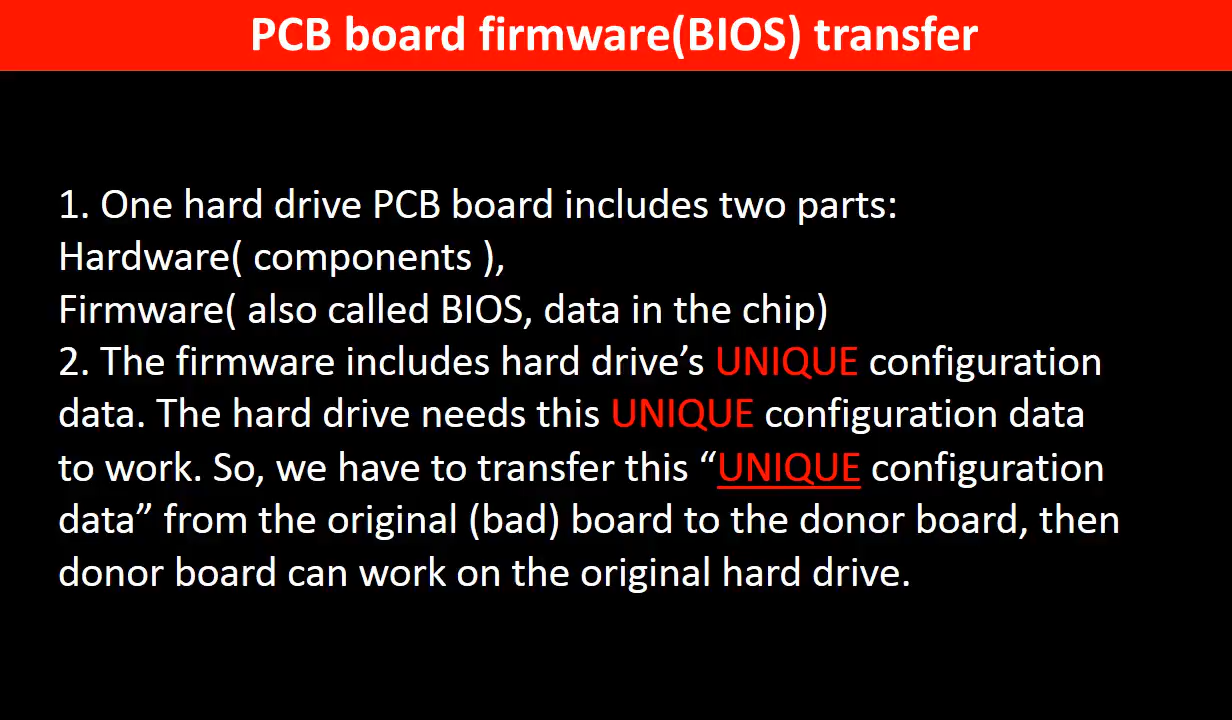 PCB board firmware(BIOS) transfer
1. One hard drive PCB board includes two parts:
Hardware( components ),
Firmware( also called BIOS, data in the chip)
2. The firmware includes hard drive’s UNIQUE configuration
data. The hard drive needs this UNIQUE configuration data
to work. So, we have to transfer this “UNIQUE configuration
data” from the original (bad) board to the donor board, then
donor board can work on the original hard drive.